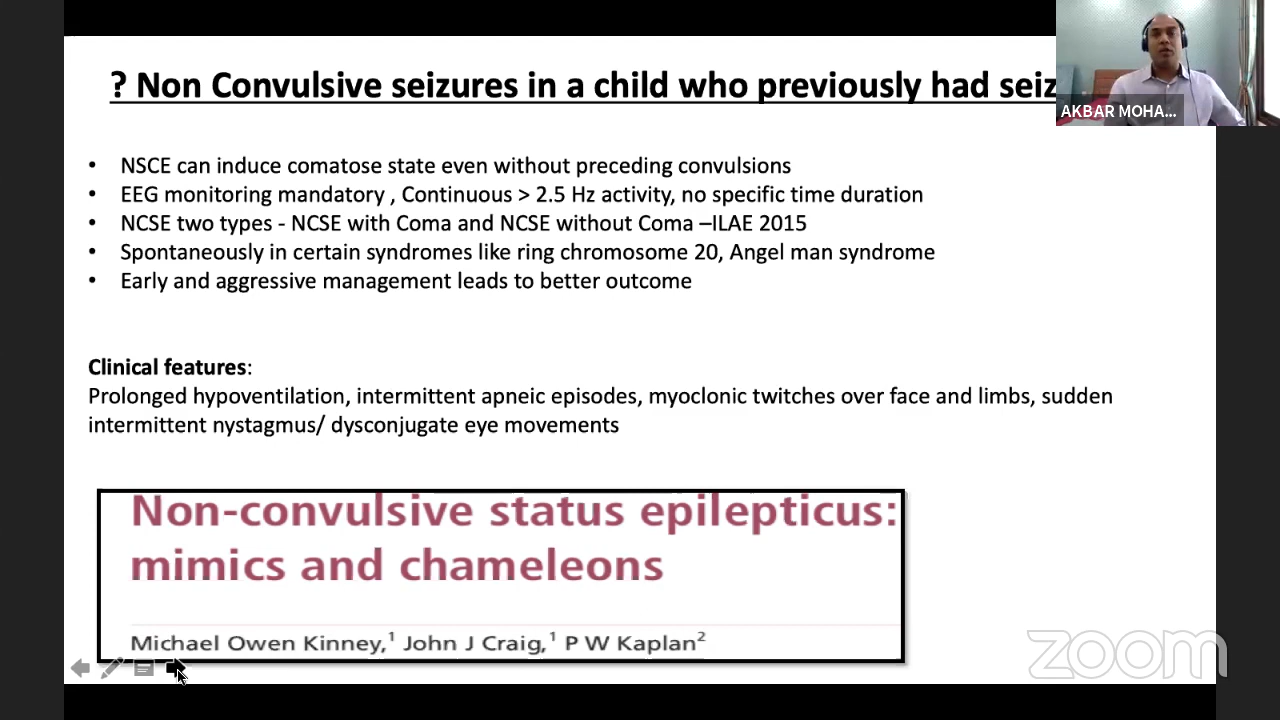 ? Non Convulsive seizures in a child who previously had seiz
AKBAR MOHA...
• NSCE can induce comatose state even without preceding convulsions
• EEG monitoring mandatory , Continuous > 2.5 Hz activity, no specific time duration
• NCSE two types - NCSE with Coma and NCSE without Coma –ILAE 2015
• Spontaneously in certain syndromes like ring chromosome 20, Angel man syndrome
• Early and aggressive management leads to better outcome
Clinical features:
Prolonged hypoventilation, intermittent apneic episodes, myoclonic twitches over face and limbs, sudden
intermittent nystagmus/ dysconjugate eye movements
Non-convulsive status epilepticus:
mimics and chameleons
Michael Owen Kinney,¹ John J Craig,¹ P W Kaplan²
zoom